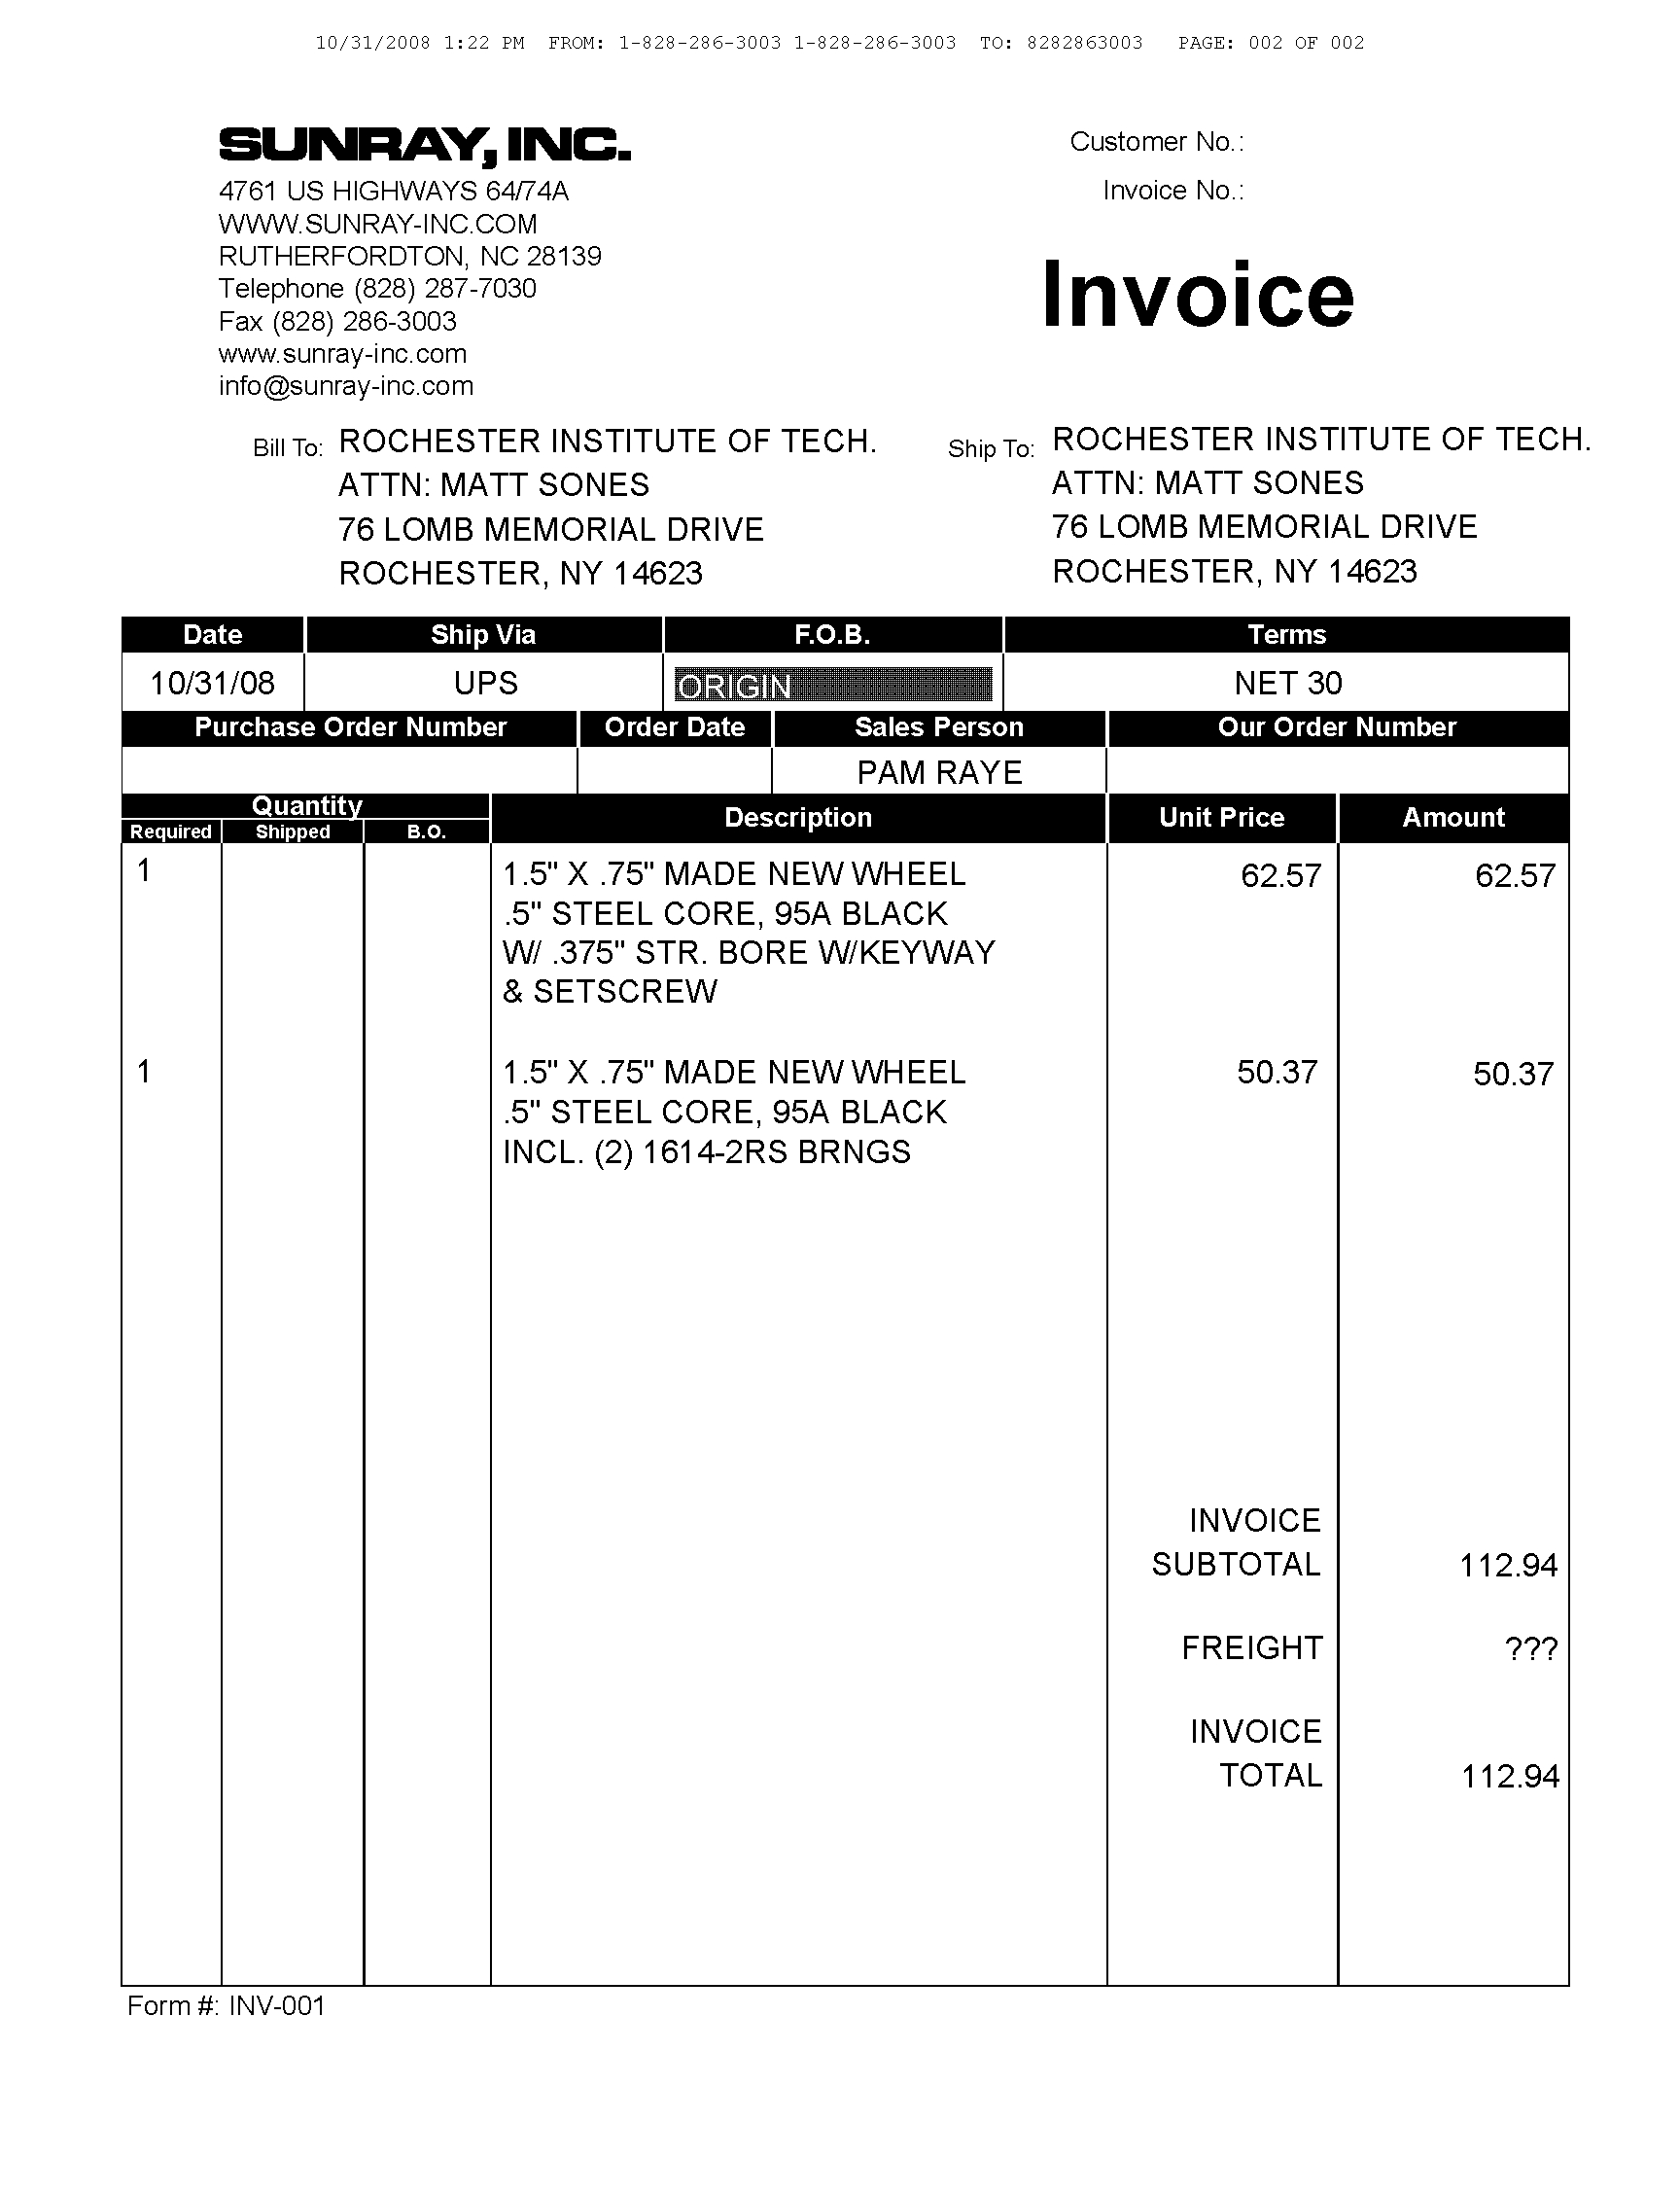 10/31/2008 1:22 PM FROM: 1-828-286-3003 1-828-286-3003 TO: 8282863003 PAGE: 002 OF 002
SUNRAY, INC.
4761 US HIGHWAYS 64/74A
WWW.SUNRAY-INC.COM
RUTHERFORDTON, NC 28139
Telephone (828) 287-7030
Fax (828) 286-3003
www.sunray-inc.com
info@sunray-inc.com
Customer No.:
Invoice No.:
Invoice
Bill To: ROCHESTER INSTITUTE OF TECH.
ATTN: MATT SONES
76 LOMB MEMORIAL DRIVE
ROCHESTER, NY 14623
Ship To: ROCHESTER INSTITUTE OF TECH.
ATTN: MATT SONES
76 LOMB MEMORIAL DRIVE
ROCHESTER, NY 14623
Date Ship Via F.O.B. Terms
10/31/08 UPS ORIGIN NET 30
Purchase Order Number Order Date Sales Person Our Order Number
PAM RAYE
Quantity Description Unit Price Amount
Required Shipped B.O.
1 1.5" X .75" MADE NEW WHEEL 62.57 62.57
.5" STEEL CORE, 95A BLACK
W/ .375" STR. BORE W/KEYWAY
& SETSCREW
1 1.5" X .75" MADE NEW WHEEL 50.37 50.37
.5" STEEL CORE, 95A BLACK
INCL. (2) 1614-2RS BRNGS
INVOICE
SUBTOTAL 112.94
FREIGHT ???
INVOICE
TOTAL 112.94
Form #: INV-001